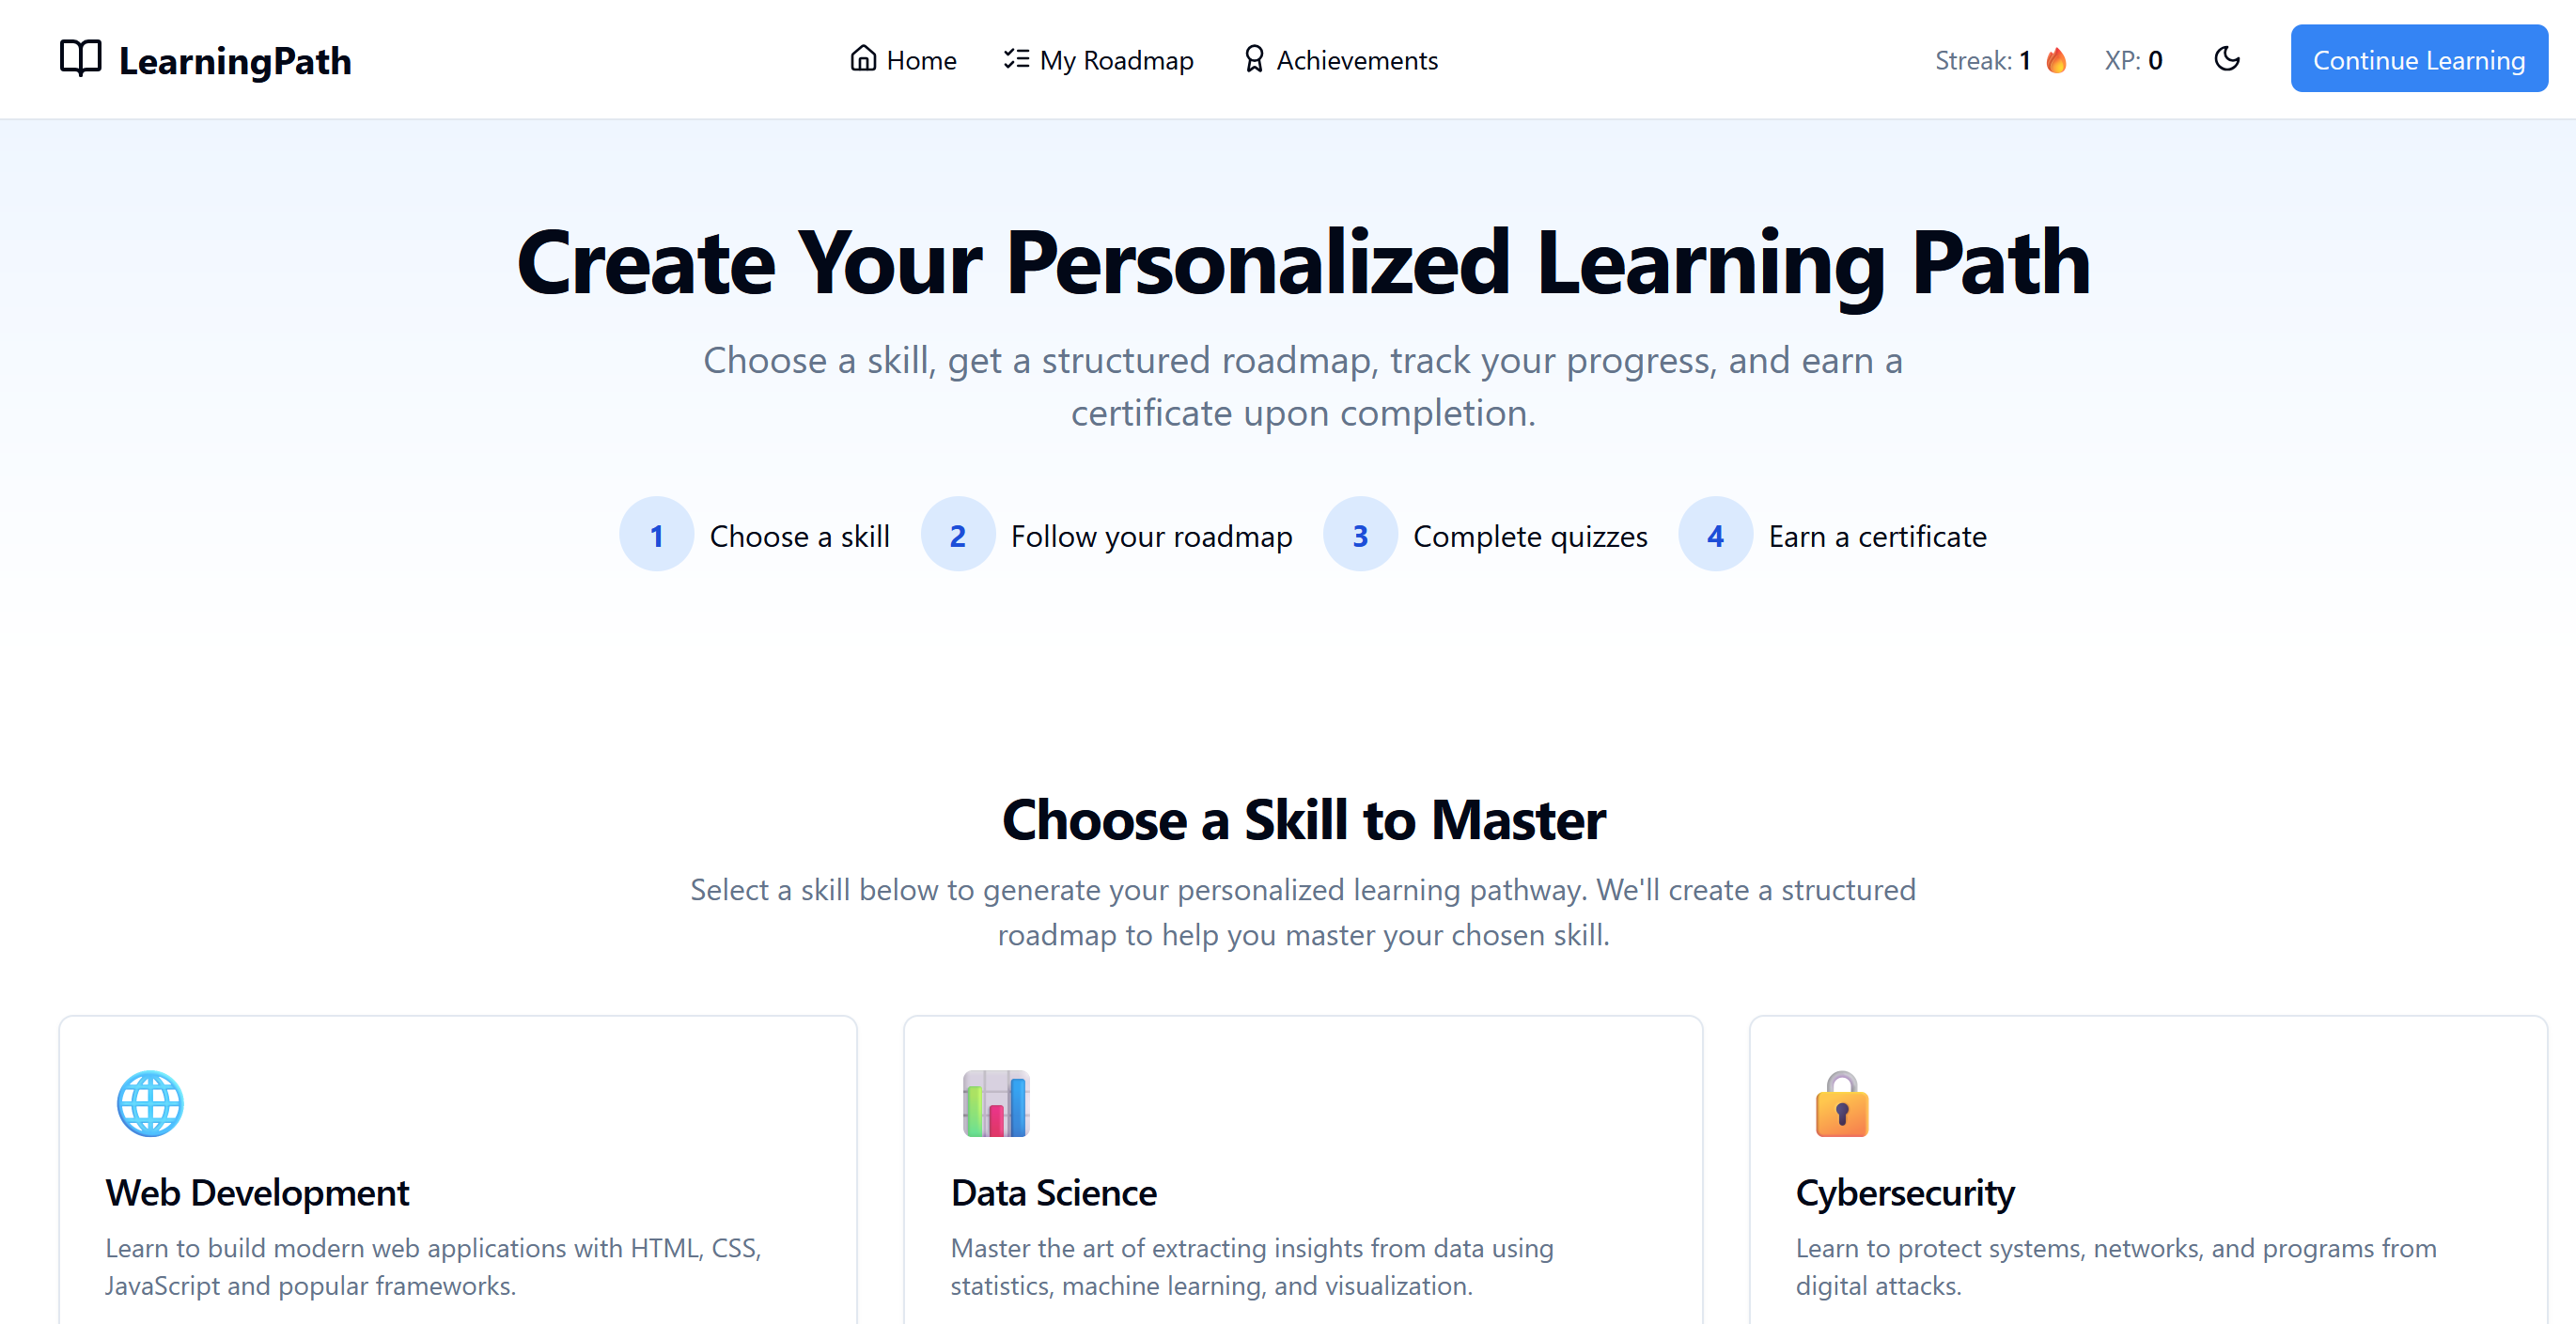 LearningPath
Home
My Roadmap
Achievements
Streak: 1
XP: 0
Continue Learning
Create Your Personalized Learning Path
Choose a skill, get a structured roadmap, track your progress, and earn a
certificate upon completion.
1 Choose a skill
2 Follow your roadmap
3 Complete quizzes
4 Earn a certificate
Choose a Skill to Master
Select a skill below to generate your personalized learning pathway. We'll create a structured
roadmap to help you master your chosen skill.
Web Development
Learn to build modern web applications with HTML, CSS,
JavaScript and popular frameworks.
Data Science
Master the art of extracting insights from data using
statistics, machine learning, and visualization.
Cybersecurity
Learn to protect systems, networks, and programs from
digital attacks.